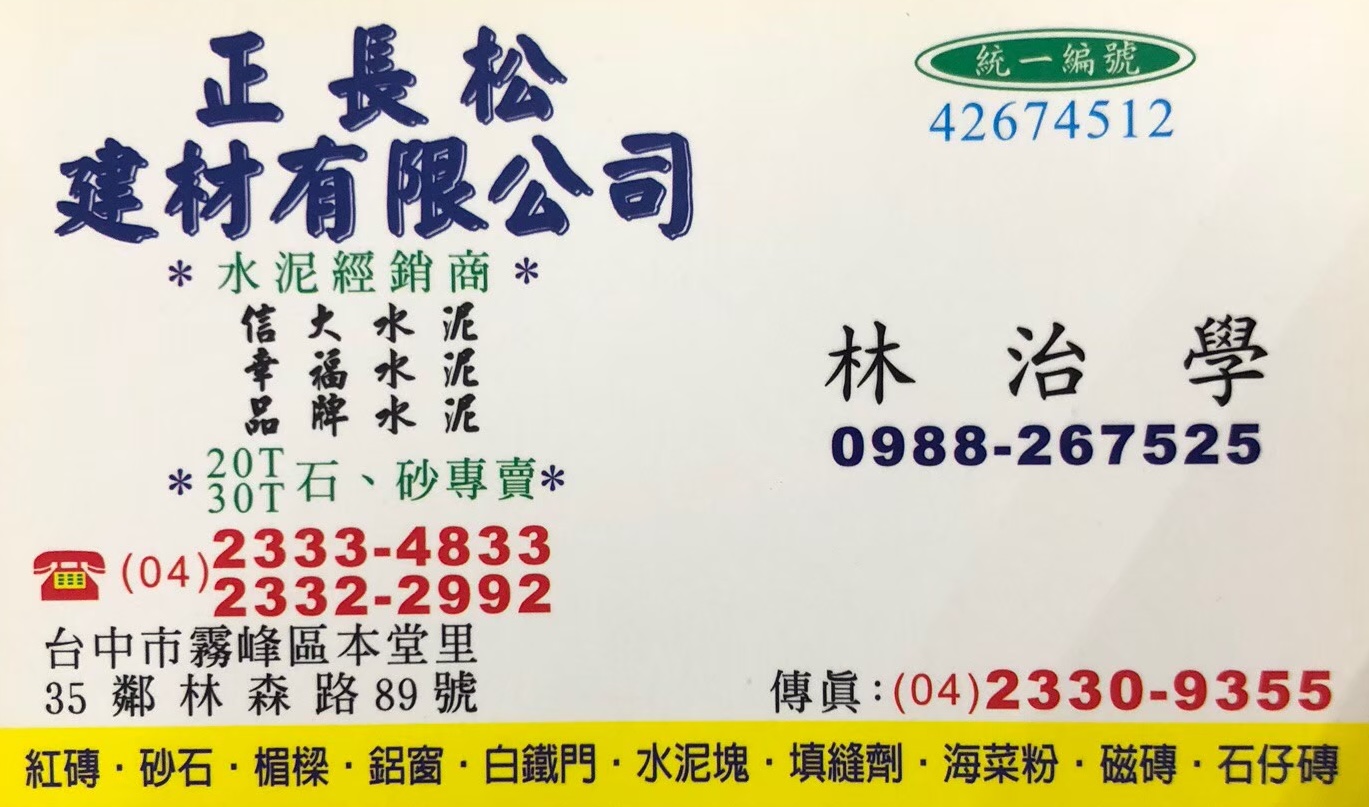 正長松
建材有限公司
統一編號
42674512
* 水泥經銷商 *
信大水泥
幸福水泥
品牌水泥
林治學
0988-267525
* 20T 30T 石、砂專賣 *
(04) 2333-4833
2332-2992
台中市霧峰區本堂里
35鄰林森路89號
傳眞:(04)2330-9355
紅磚·砂石·楣樑·鋁窗·白鐵門·水泥塊·填縫劑·海菜粉·磁磚·石仔磚